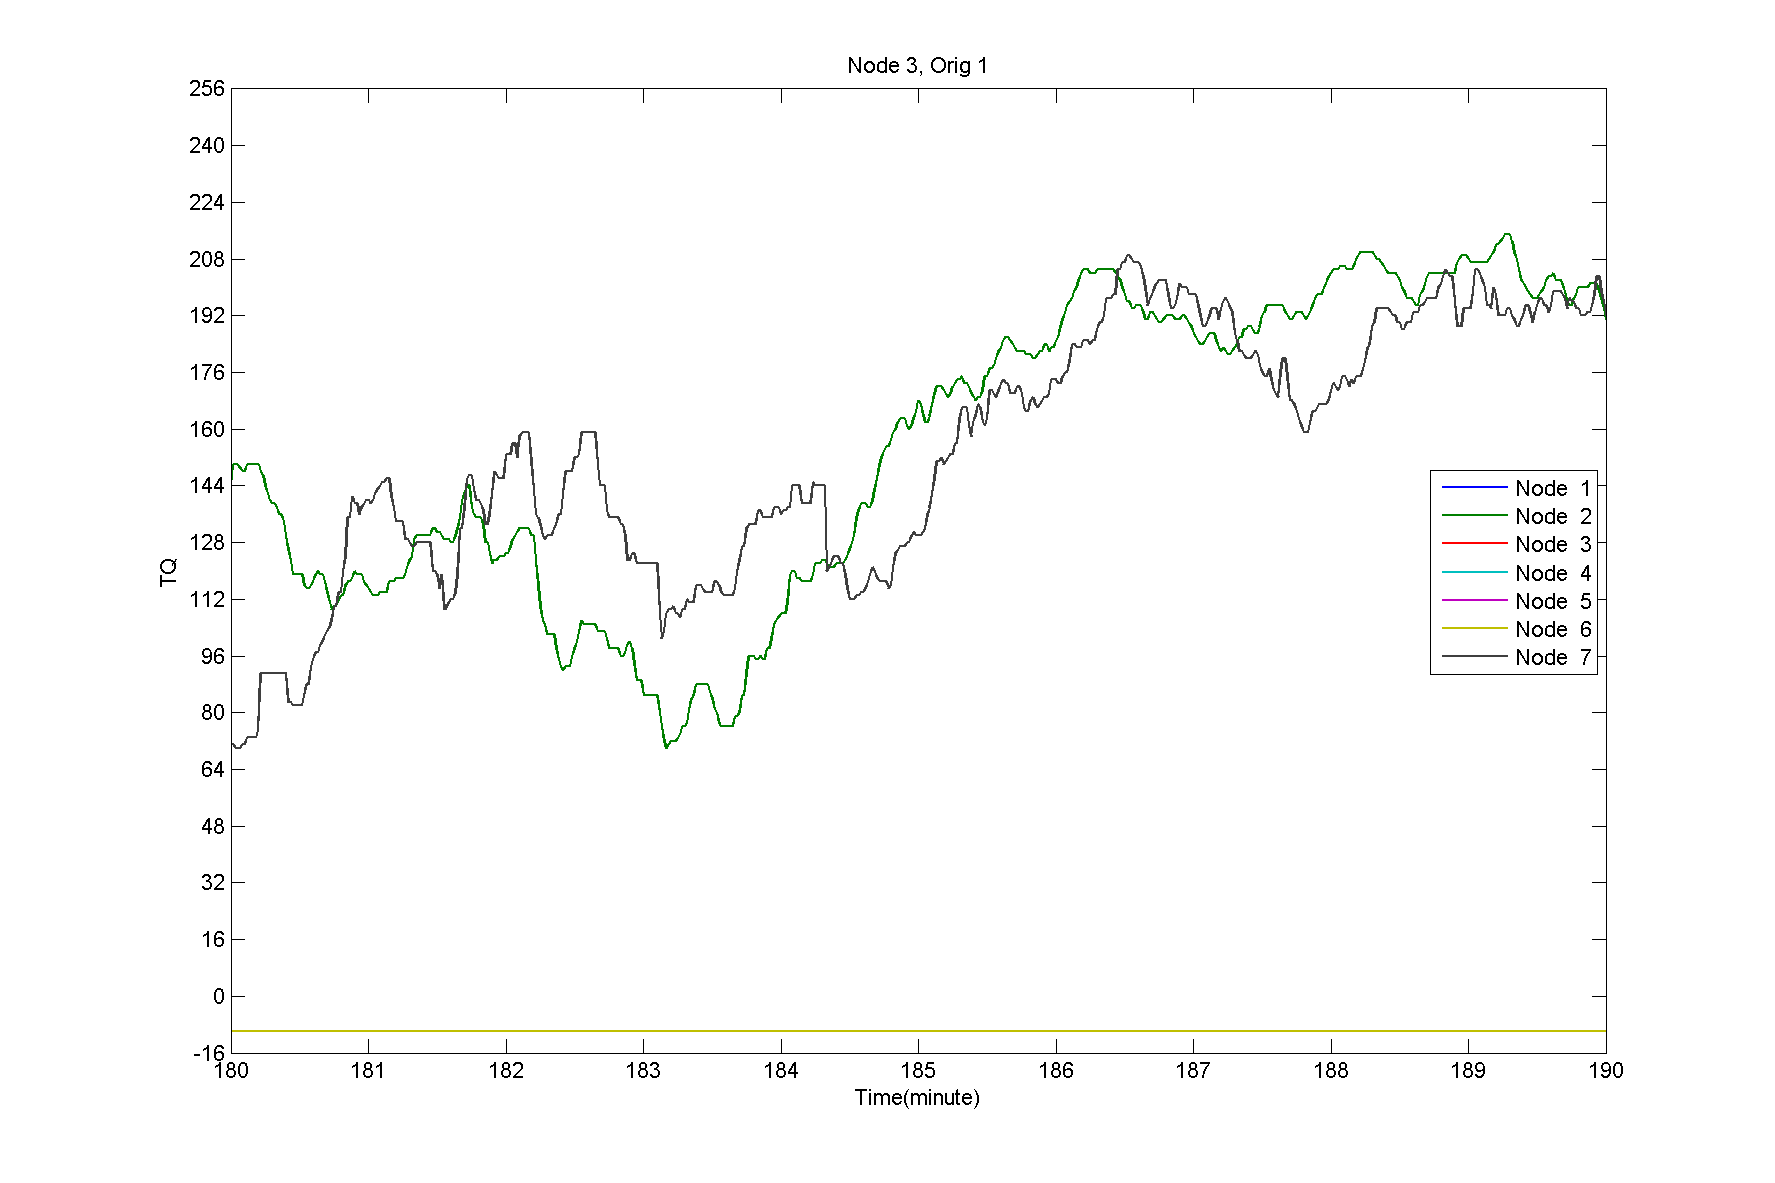 Node 3, Orig 1
256
240
224
208
192
176
160
144
128
112
96
80
64
48
32
16
0
-16
TQ
Node 1
Node 2
Node 3
Node 4
Node 5
Node 6
Node 7
180 181 182 183 184 185 186 187 188 189 190
Time(minute)